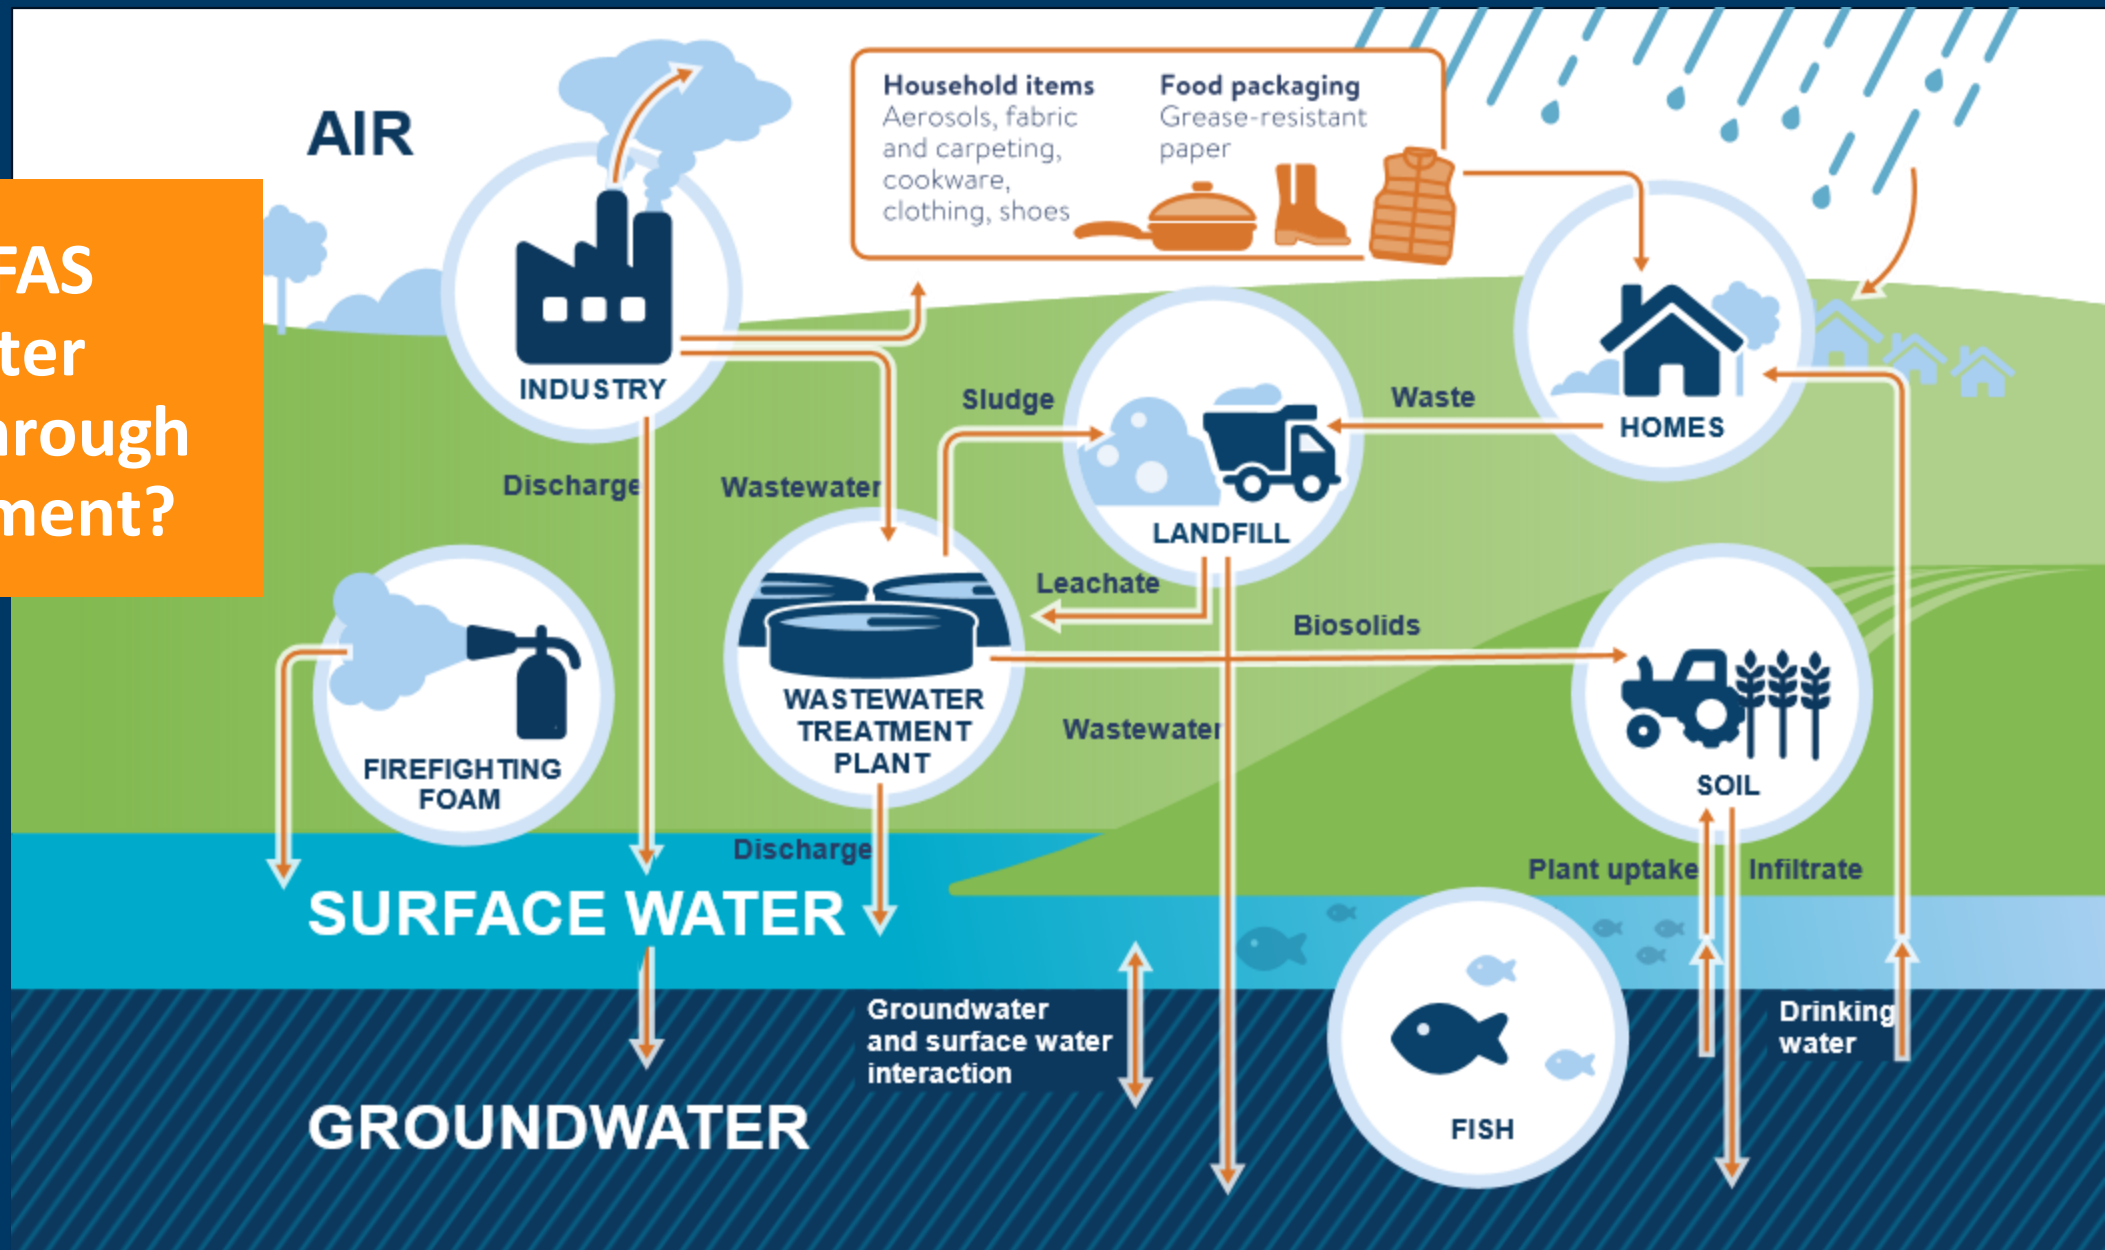 AIR
FAS
ter
hrough
ment?
Household items
Aerosols, fabric
and carpeting,
cookware,
clothing, shoes
Food packaging
Grease-resistant
paper
INDUSTRY
HOMES
Sludge
Waste
LANDFILL
Discharge
Wastewater
Leachate
Biosolids
WASTEWATER
TREATMENT
PLANT
Wastewater
FIREFIGHTING
FOAM
SOIL
Discharge
Plant uptake
Infiltrate
SURFACE WATER
Groundwater
and surface water
interaction
Drinking
water
GROUNDWATER
FISH